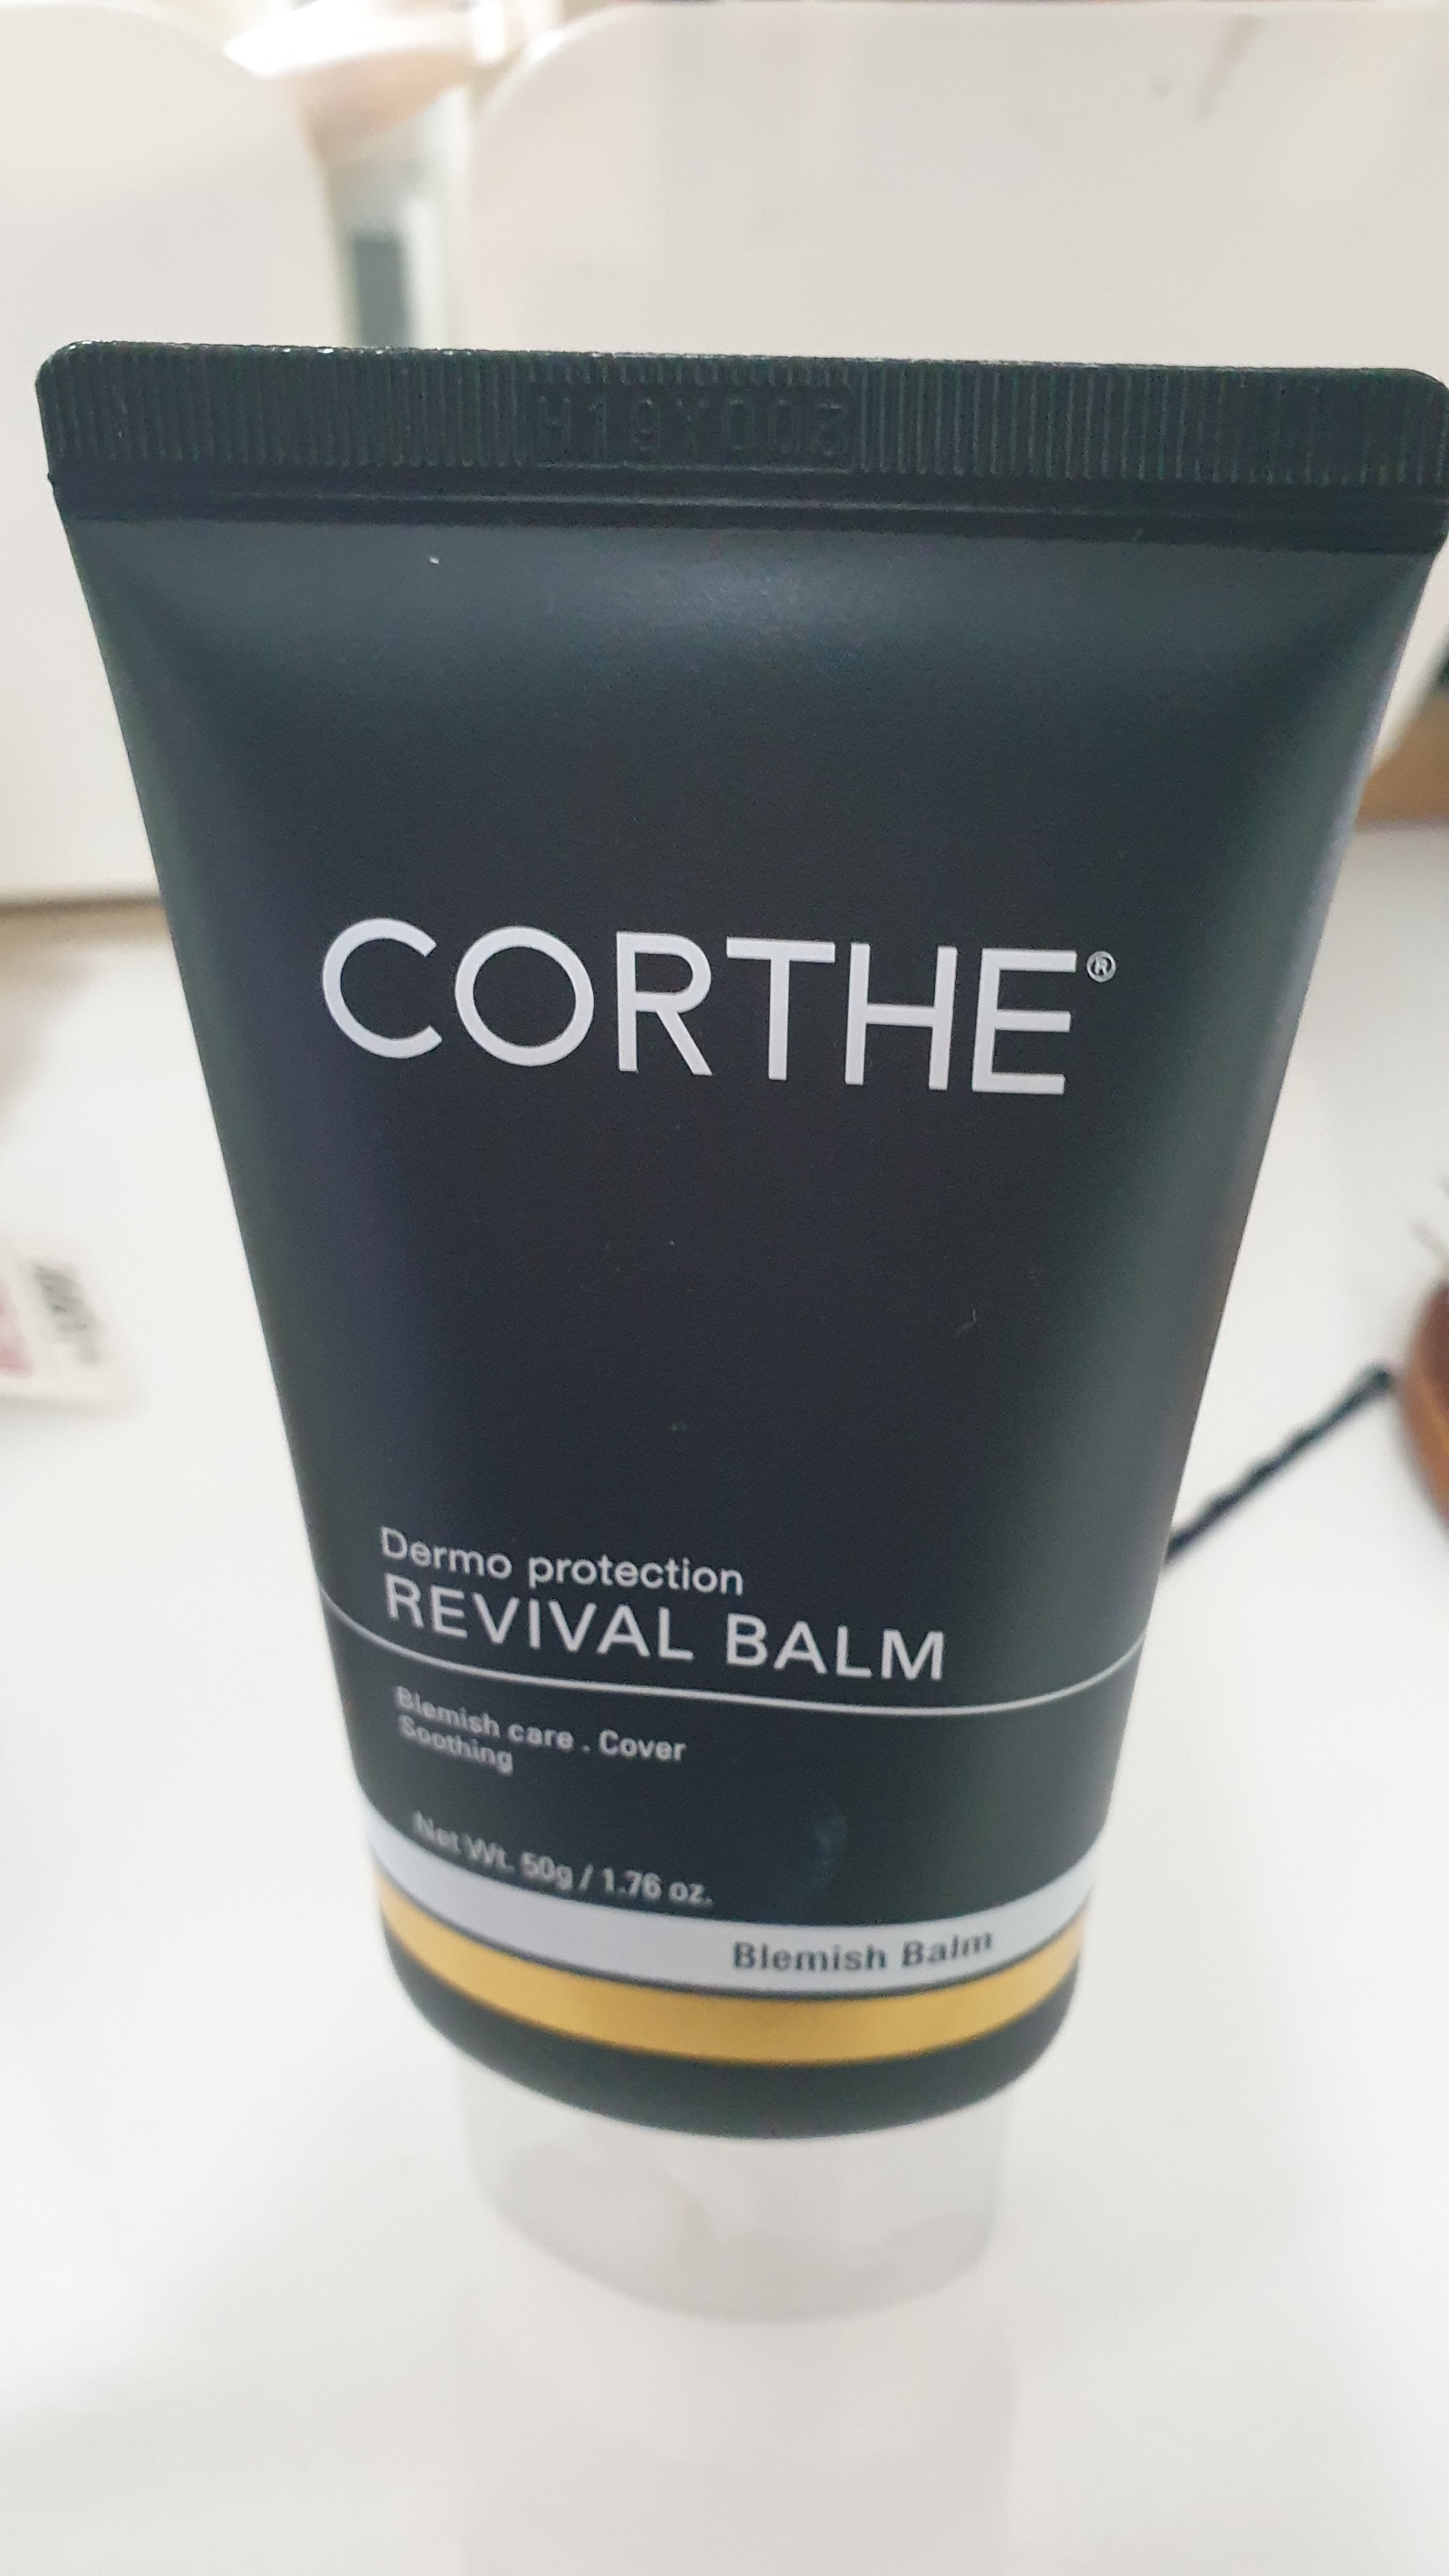 CORTHE®
Dermo protection
REVIVAL BALM
Blemish care . Cover
Soothing
Net Wt. 50g / 1.76 oz.
Blemish Balm